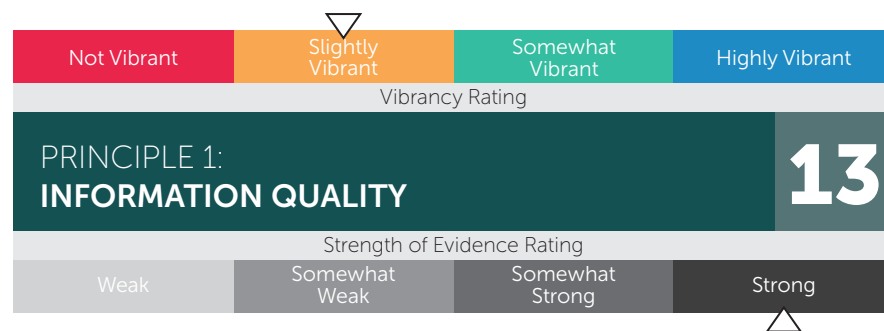 Not Vibrant
Slightly
Vibrant
Somewhat
Vibrant
Highly Vibrant
Vibrancy Rating
PRINCIPLE 1:
INFORMATION QUALITY
13
Strength of Evidence Rating
Weak
Somewhat
Weak
Somewhat
Strong
Strong